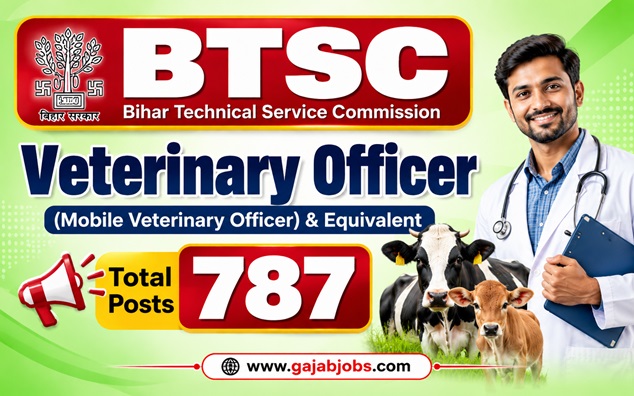 BTSC
Bihar Technical Service Commission
बिहार सरकार
Veterinary Officer
(Mobile Veterinary Officer) & Equivalent
Total
Posts
787
www.gajabjobs.com